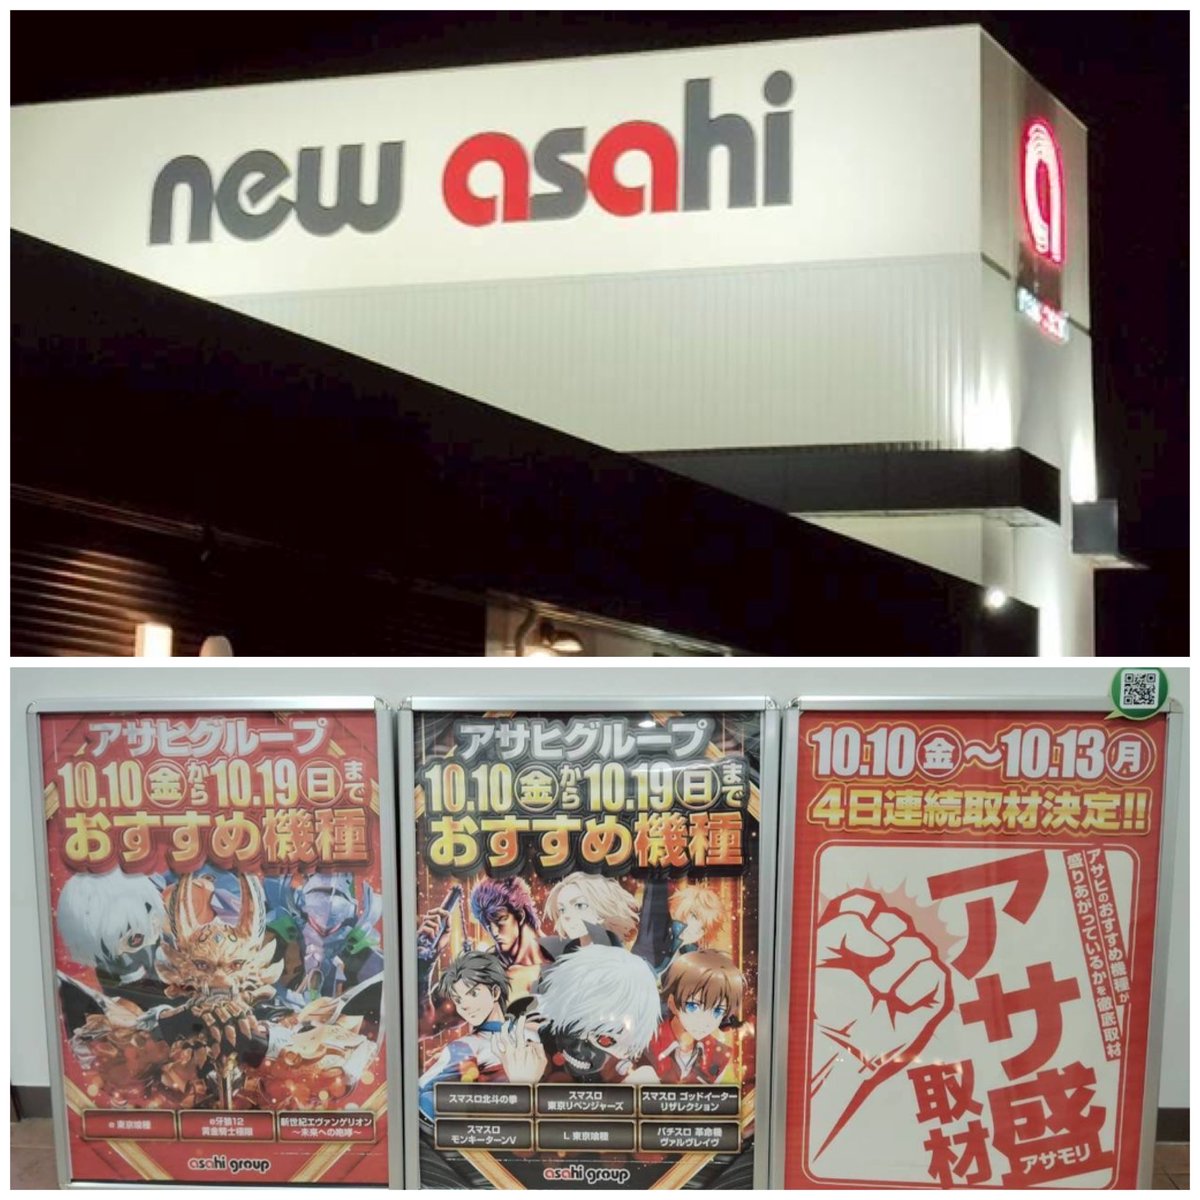 new asahi
a
アサヒグループ
10.10金から10.19日まで
おすすめ機種
e 東京喰種
e牙狼12
黄金騎士極限
新世紀エヴァンゲリオン
～未来への咆哮～
asahi group
アサヒグループ
10.10金から10.19日まで
おすすめ機種
スマスロ北斗の拳
スマスロ
東京リベンジャーズ
スマスロ ゴッドイーター
リザレクション
スマスロ
モンキーターンV
L 東京喰種
パチスロ 革命機
ヴァルヴレイヴ
asahi group
10.10金～10.13月
4日連続取材決定!!
アサヒのおすすめ機種が
盛りあがっているかを徹底取材
アサ盛
アサモリ
取材